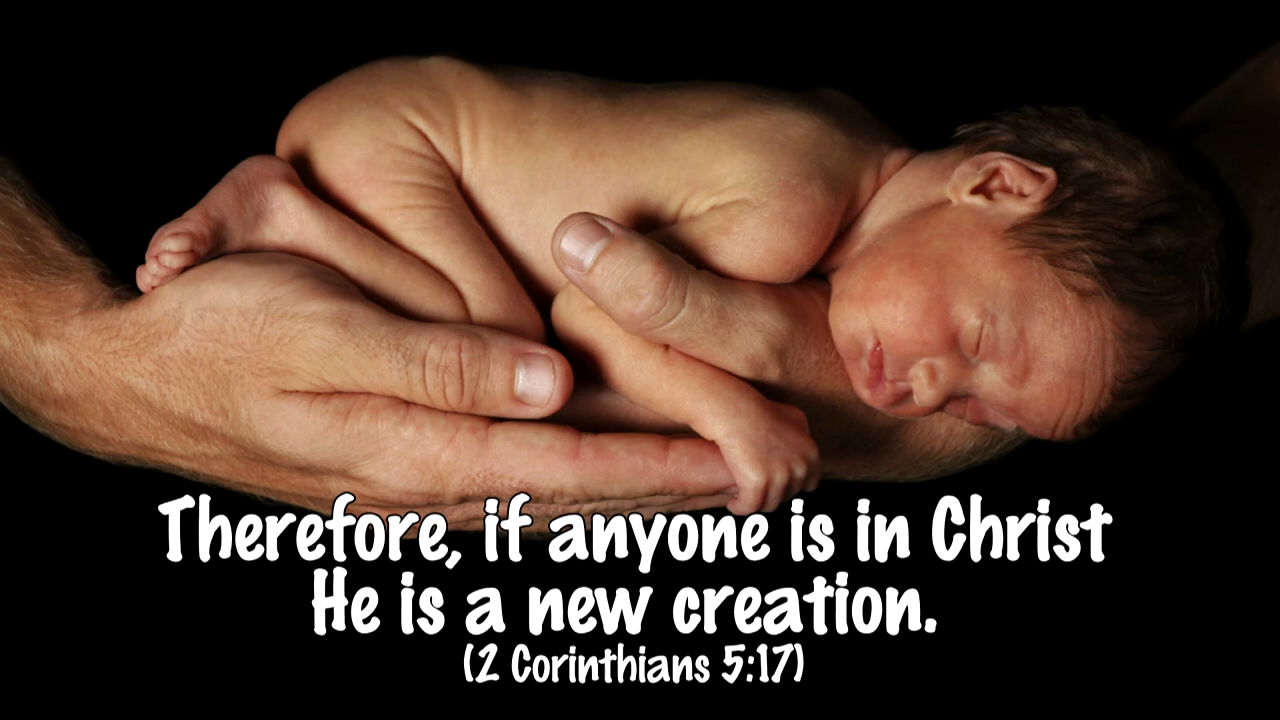 Therefore, if anyone is in Christ
He is a new creation.
(2 Corinthians 5:17)